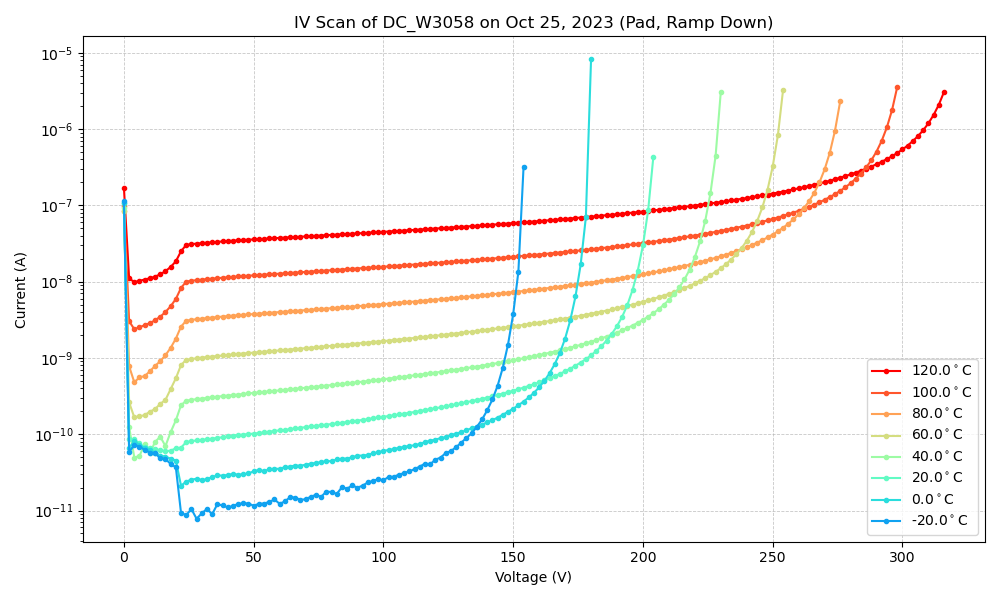 IV Scan of DC_W3058 on Oct 25, 2023 (Pad, Ramp Down)
Current (A)
10⁻⁵
10⁻⁶
10⁻⁷
10⁻⁸
10⁻⁹
10⁻¹⁰
10⁻¹¹
120.0°C
100.0°C
80.0°C
60.0°C
40.0°C
20.0°C
0.0°C
-20.0°C
0 50 100 150 200 250 300
Voltage (V)